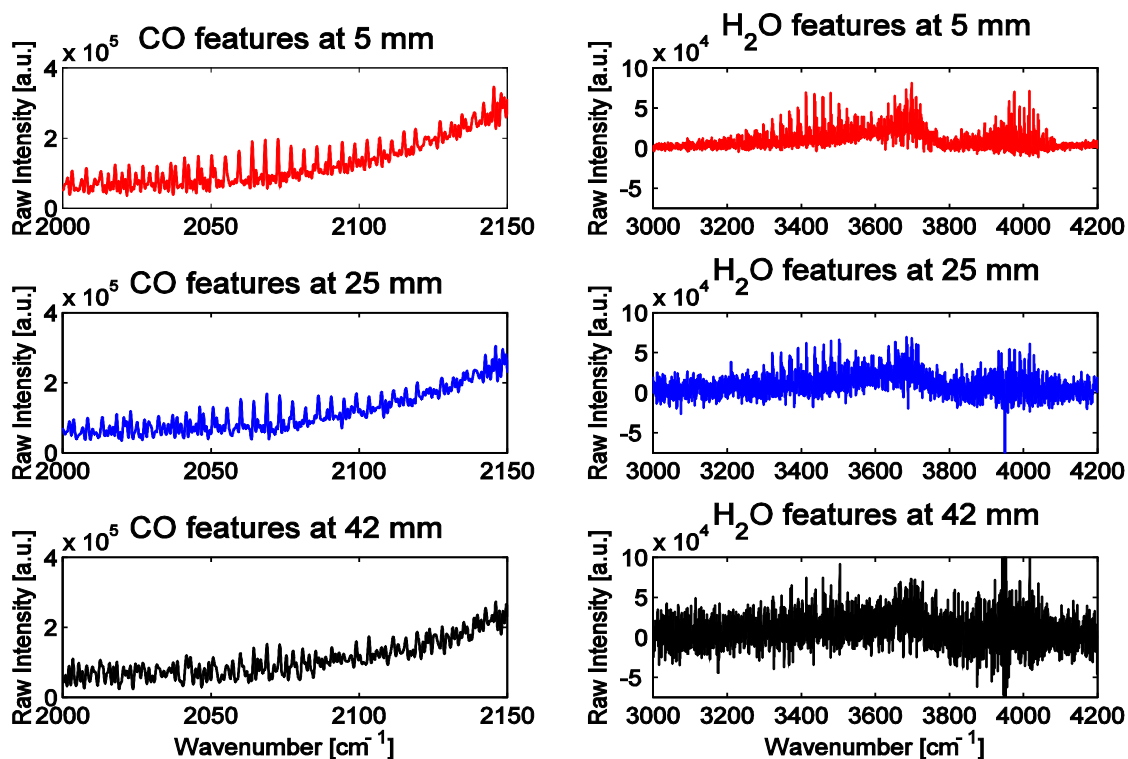 CO features at 5 mm
x 10^5
Raw Intensity [a.u.]
4
2
0
2000 2050 2100 2150
H₂O features at 5 mm
x 10^4
Raw Intensity [a.u.]
10
5
0
-5
3000 3200 3400 3600 3800 4000 4200
CO features at 25 mm
x 10^5
Raw Intensity [a.u.]
4
2
0
2000 2050 2100 2150
H₂O features at 25 mm
x 10^4
Raw Intensity [a.u.]
10
5
0
-5
3000 3200 3400 3600 3800 4000 4200
CO features at 42 mm
x 10^5
Raw Intensity [a.u.]
4
2
0
2000 2050 2100 2150
Wavenumber [cm⁻¹]
H₂O features at 42 mm
x 10^4
Raw Intensity [a.u.]
10
5
0
-5
3000 3200 3400 3600 3800 4000 4200
Wavenumber [cm⁻¹]